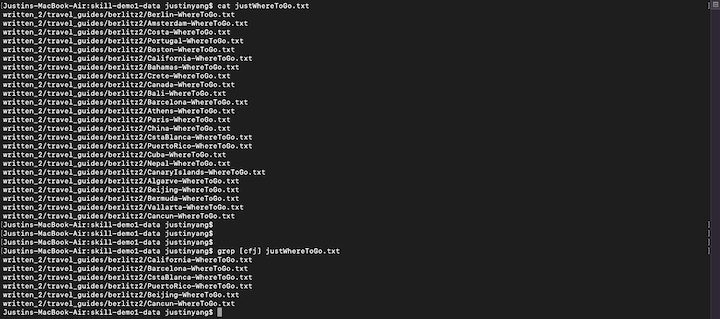 [Justins-MacBook-Air:skill-demo1-data justinyang$ cat justWhereToGo.txt ]
written_2/travel_guides/berlitz2/Berlin-WhereToGo.txt
written_2/travel_guides/berlitz2/Amsterdam-WhereToGo.txt
written_2/travel_guides/berlitz2/Costa-WhereToGo.txt
written_2/travel_guides/berlitz2/Portugal-WhereToGo.txt
written_2/travel_guides/berlitz2/Boston-WhereToGo.txt
written_2/travel_guides/berlitz2/California-WhereToGo.txt
written_2/travel_guides/berlitz2/Bahamas-WhereToGo.txt
written_2/travel_guides/berlitz2/Crete-WhereToGo.txt
written_2/travel_guides/berlitz2/Canada-WhereToGo.txt
written_2/travel_guides/berlitz2/Bali-WhereToGo.txt
written_2/travel_guides/berlitz2/Barcelona-WhereToGo.txt
written_2/travel_guides/berlitz2/Athens-WhereToGo.txt
written_2/travel_guides/berlitz2/Paris-WhereToGo.txt
written_2/travel_guides/berlitz2/China-WhereToGo.txt
written_2/travel_guides/berlitz2/CstaBlanca-WhereToGo.txt
written_2/travel_guides/berlitz2/PuertoRico-WhereToGo.txt
written_2/travel_guides/berlitz2/Cuba-WhereToGo.txt
written_2/travel_guides/berlitz2/Nepal-WhereToGo.txt
written_2/travel_guides/berlitz2/CanaryIslands-WhereToGo.txt
written_2/travel_guides/berlitz2/Algarve-WhereToGo.txt
written_2/travel_guides/berlitz2/Beijing-WhereToGo.txt
written_2/travel_guides/berlitz2/Bermuda-WhereToGo.txt
written_2/travel_guides/berlitz2/Vallarta-WhereToGo.txt
written_2/travel_guides/berlitz2/Cancun-WhereToGo.txt
[Justins-MacBook-Air:skill-demo1-data justinyang$ ]
[Justins-MacBook-Air:skill-demo1-data justinyang$ ]
[Justins-MacBook-Air:skill-demo1-data justinyang$ ]
[Justins-MacBook-Air:skill-demo1-data justinyang$ grep [cfj] justWhereToGo.txt ]
written_2/travel_guides/berlitz2/California-WhereToGo.txt
written_2/travel_guides/berlitz2/Barcelona-WhereToGo.txt
written_2/travel_guides/berlitz2/CstaBlanca-WhereToGo.txt
written_2/travel_guides/berlitz2/PuertoRico-WhereToGo.txt
written_2/travel_guides/berlitz2/Beijing-WhereToGo.txt
written_2/travel_guides/berlitz2/Cancun-WhereToGo.txt
Justins-MacBook-Air:skill-demo1-data justinyang$